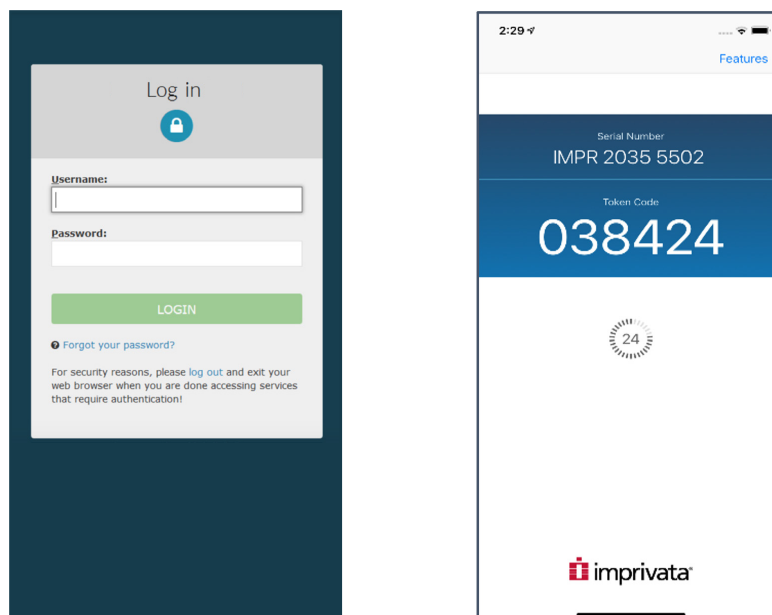 Log in
Username:
Password:
LOGIN
Forgot your password?
For security reasons, please log out and exit your
web browser when you are done accessing services
that require authentication!
2:29
Features
Serial Number
IMPR 2035 5502
Token Code
038424
24
imprivata